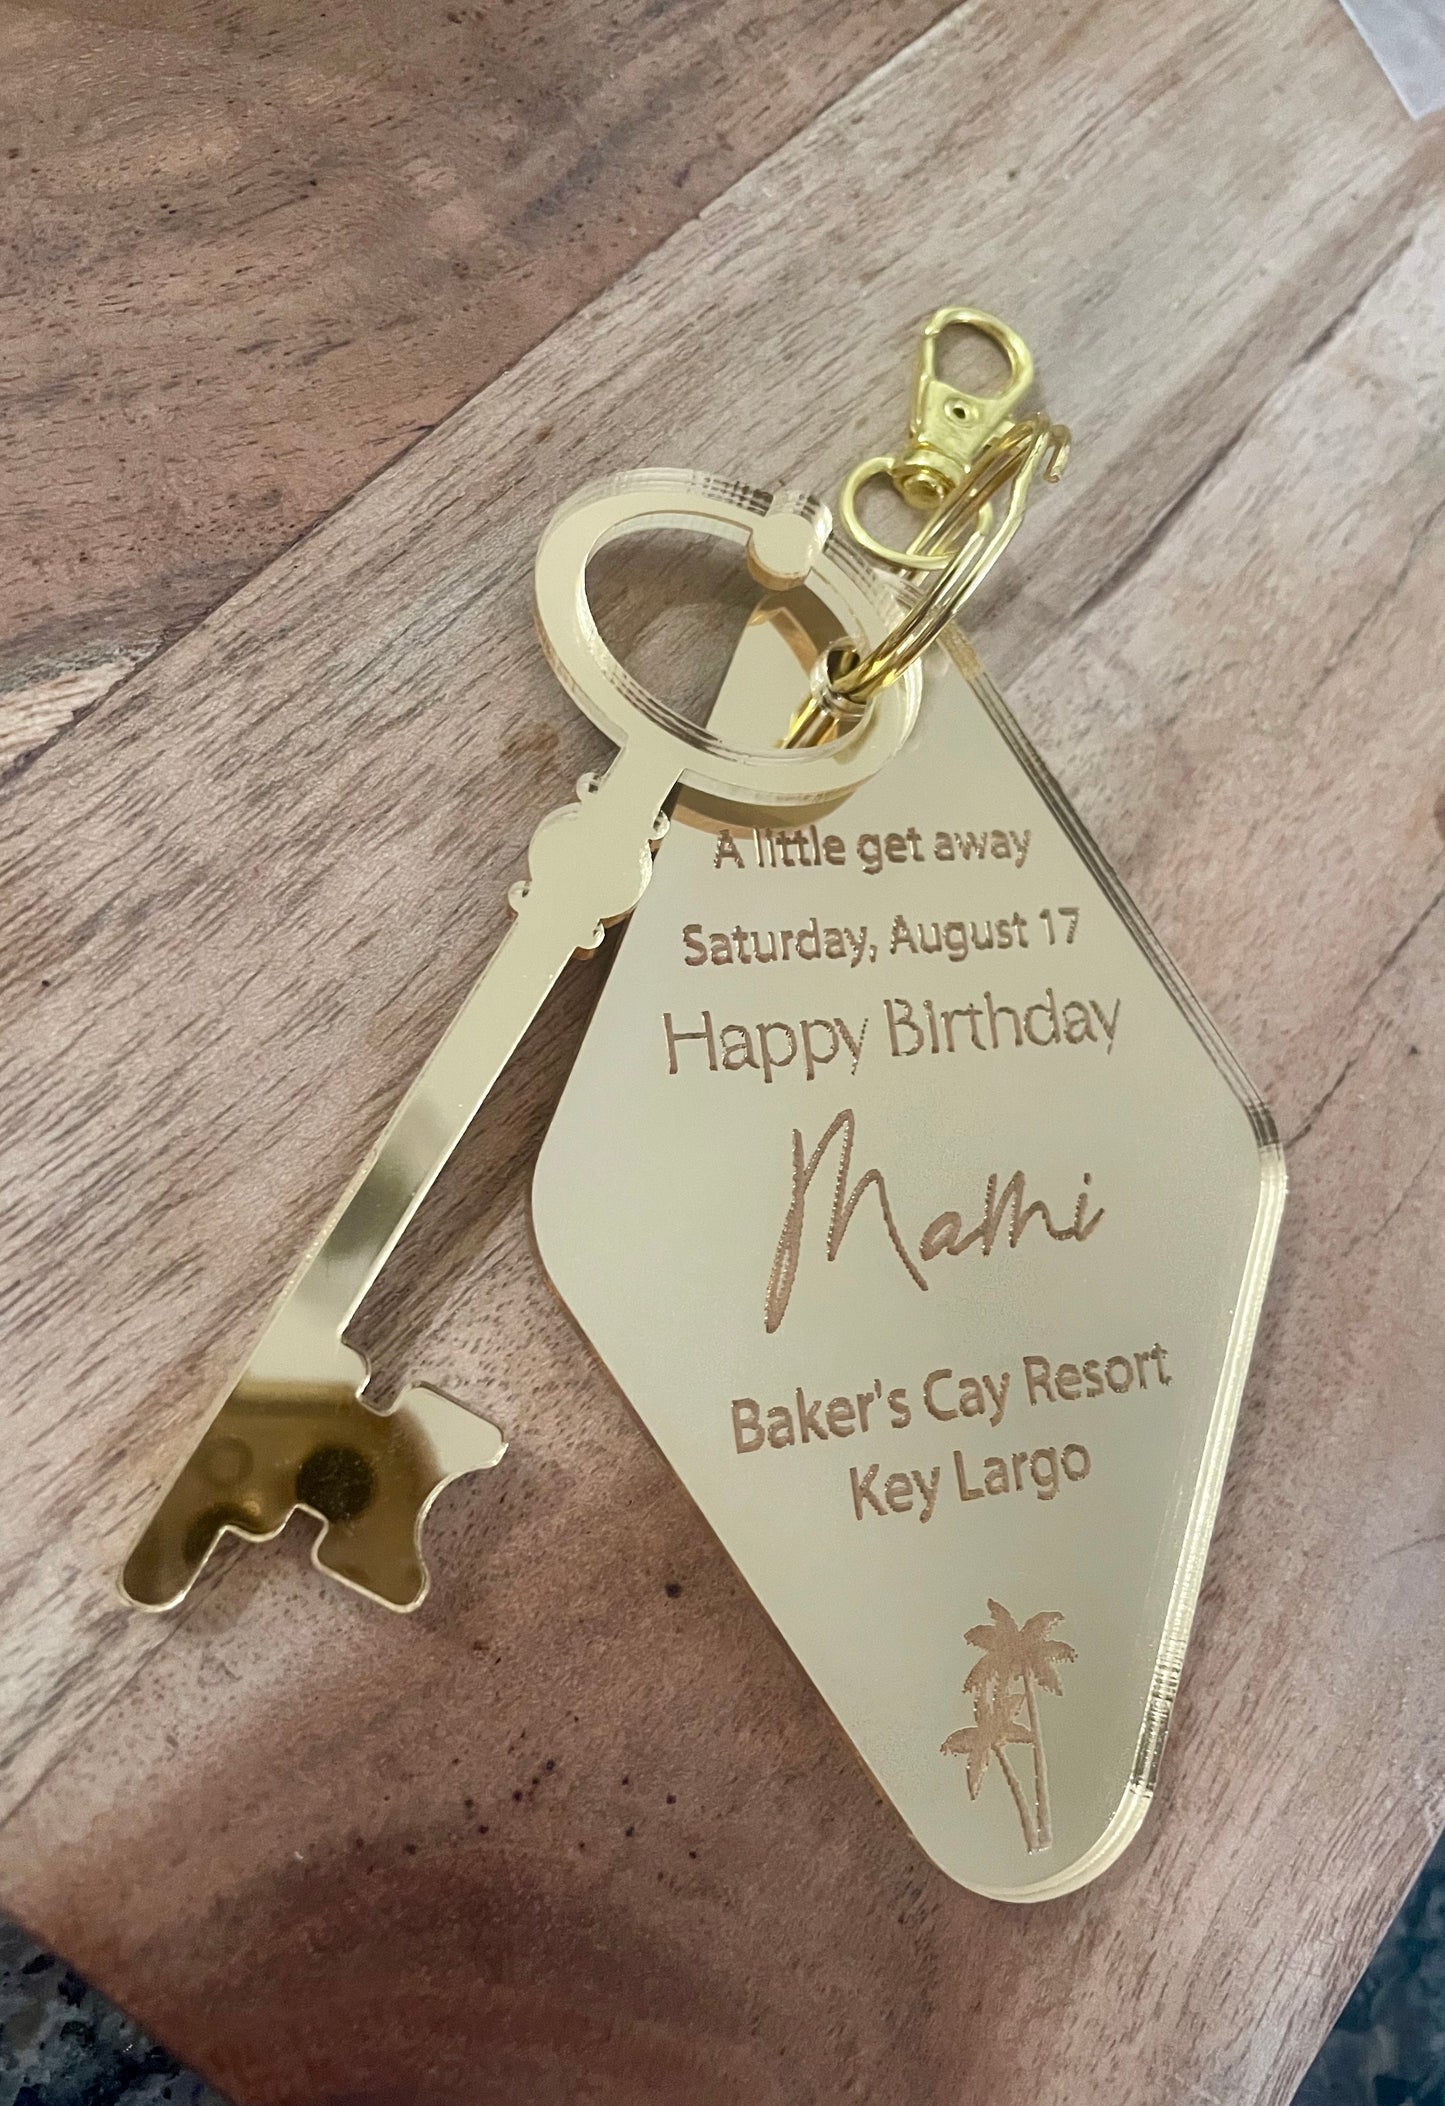 A little get away
Saturday, August 17
Happy BIrthday
Mami
Baker's Cay Resort
Key Largo